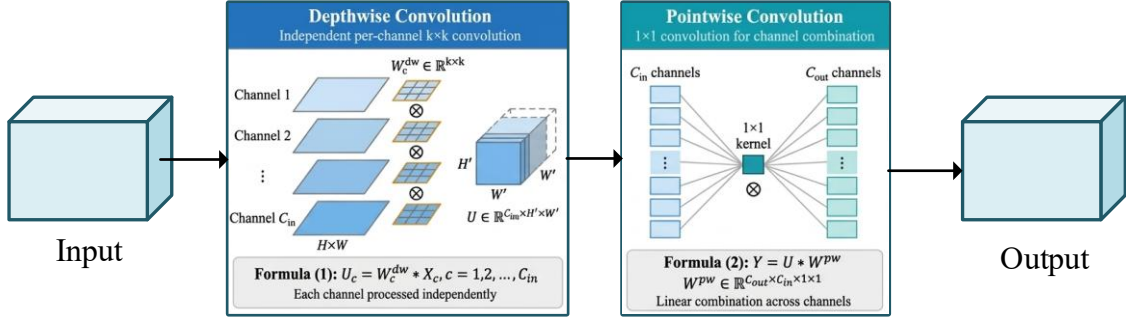 Input
Depthwise Convolution
Independent per-channel k×k convolution
W_c^dw ∈ ℝ^k×k
Channel 1
⊗
Channel 2
⊗
⋮
⊗
⊗
Channel C_in
H×W
H′
W′
W′
U ∈ ℝ^C_im×H′×W′
Formula (1): U_c = W_c^dw * X_c, c = 1,2, ..., C_in
Each channel processed independently
Pointwise Convolution
1×1 convolution for channel combination
C_in channels
C_out channels
1×1
kernel
⋮
⋮
⊗
Formula (2): Y = U * W^pw
W^pw ∈ ℝ^C_out×C_in×1×1
Linear combination across channels
Output